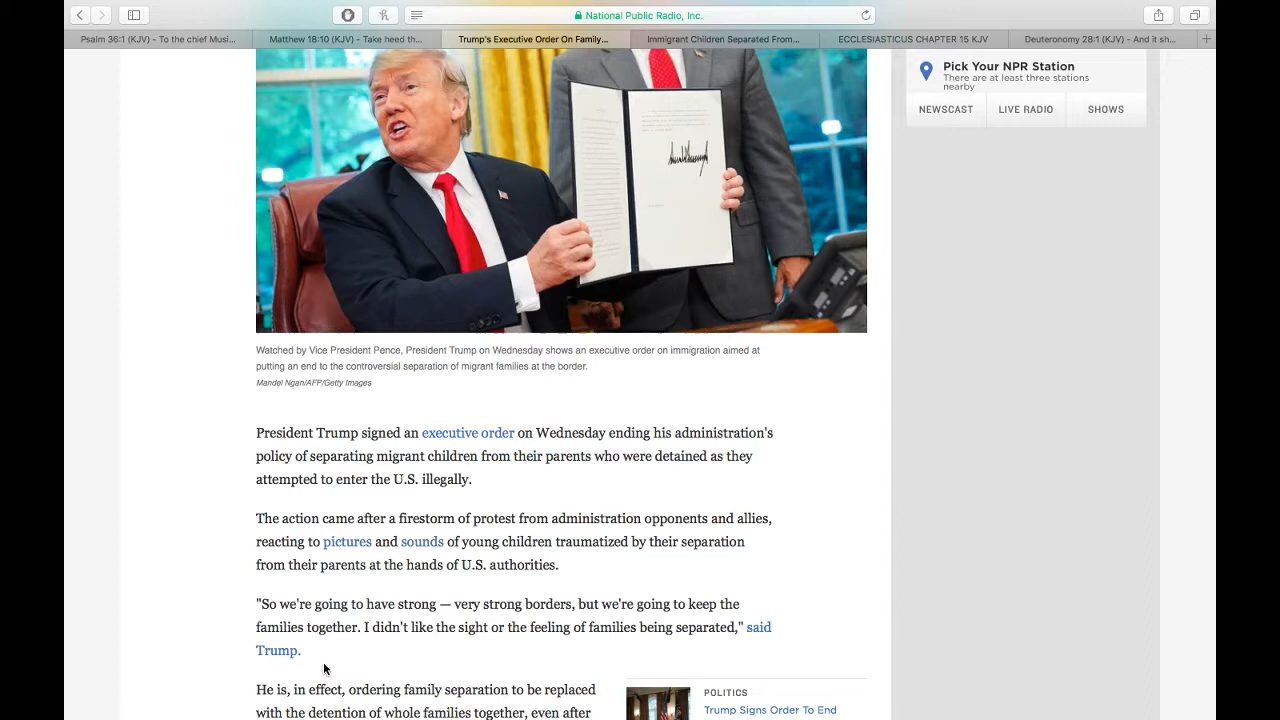 National Public Radio, Inc.
Psalm 36:1 (KJV) - To the chief Musi...
Matthew 18:10 (KJV) - Take heed th...
Trump's Executive Order On Family...
Immigrant Children Separated From...
ECCLESIASTICUS CHAPTER 15 KJV
Deuteronomy 28:1 (KJV) - And it sh...
Pick Your NPR Station
There are at least three stations
nearby
NEWSCAST
LIVE RADIO
SHOWS
Watched by Vice President Pence, President Trump on Wednesday shows an executive order on immigration aimed at
putting an end to the controversial separation of migrant families at the border.
Mandel Ngan/AFP/Getty Images
President Trump signed an executive order on Wednesday ending his administration's
policy of separating migrant children from their parents who were detained as they
attempted to enter the U.S. illegally.
The action came after a firestorm of protest from administration opponents and allies,
reacting to pictures and sounds of young children traumatized by their separation
from their parents at the hands of U.S. authorities.
"So we're going to have strong — very strong borders, but we're going to keep the
families together. I didn't like the sight or the feeling of families being separated," said
Trump.
He is, in effect, ordering family separation to be replaced
with the detention of whole families together, even after
POLITICS
Trump Signs Order To End